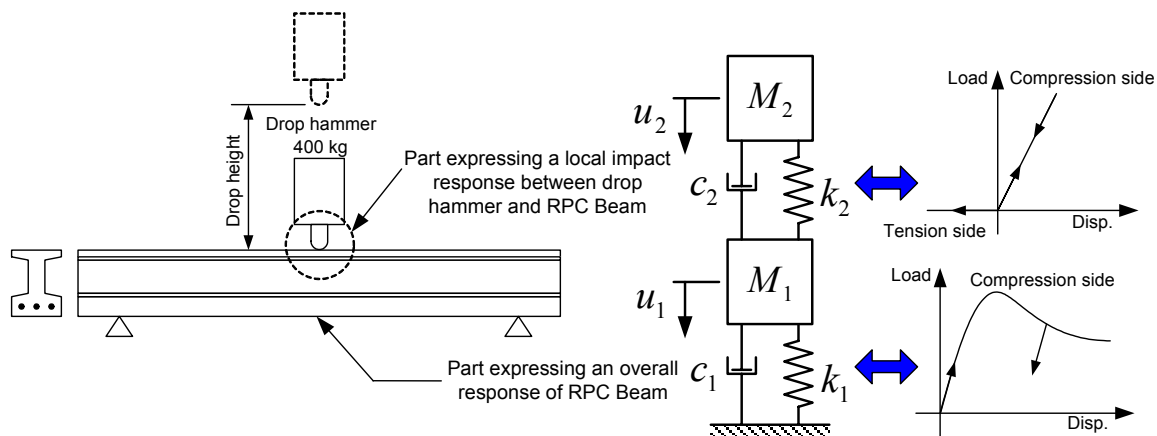 Drop height
Drop hammer
400 kg
Part expressing a local impact
response between drop
hammer and RPC Beam
Part expressing an overall
response of RPC Beam
M₂
u₂
c₂
k₂
M₁
u₁
c₁
k₁
Load
Compression side
Tension side
Disp.
Load
Compression side
Disp.